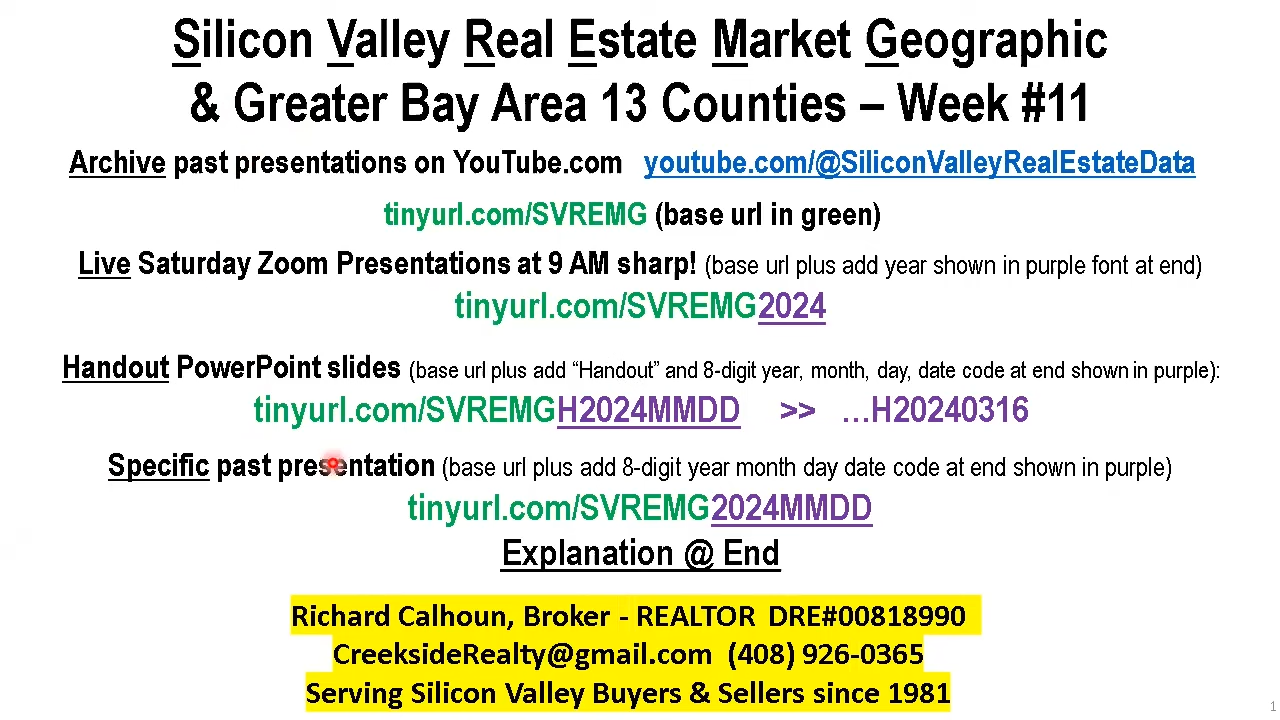 Silicon Valley Real Estate Market Geographic
& Greater Bay Area 13 Counties – Week #11
Archive past presentations on YouTube.com youtube.com/@SiliconValleyRealEstateData
tinyurl.com/SVREMG (base url in green)
Live Saturday Zoom Presentations at 9 AM sharp! (base url plus add year shown in purple font at end)
tinyurl.com/SVREMG2024
Handout PowerPoint slides (base url plus add “Handout” and 8-digit year, month, day, date code at end shown in purple):
tinyurl.com/SVREMGH2024MMDD >> …H20240316
Specific past presentation (base url plus add 8-digit year month day date code at end shown in purple)
tinyurl.com/SVREMG2024MMDD
Explanation @ End
Richard Calhoun, Broker - REALTOR DRE#00818990
CreeksideRealty@gmail.com (408) 926-0365
Serving Silicon Valley Buyers & Sellers since 1981
1